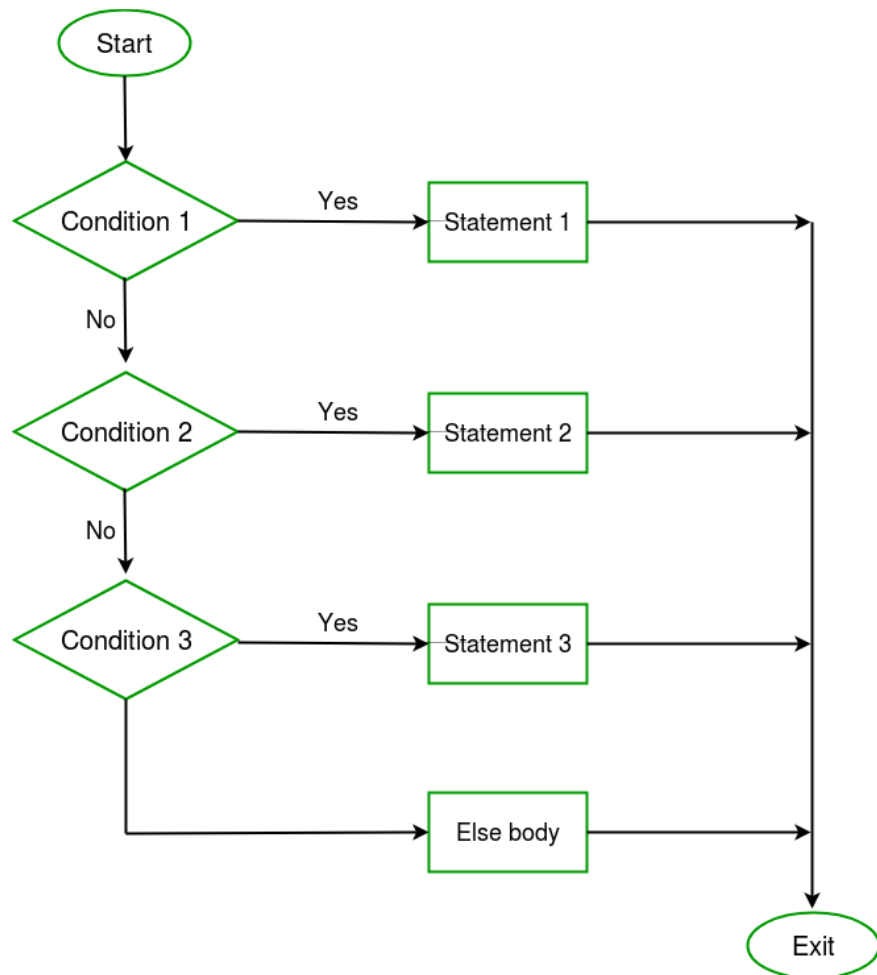 Start
Condition 1
Yes
Statement 1
No
Condition 2
Yes
Statement 2
No
Condition 3
Yes
Statement 3
Else body
Exit